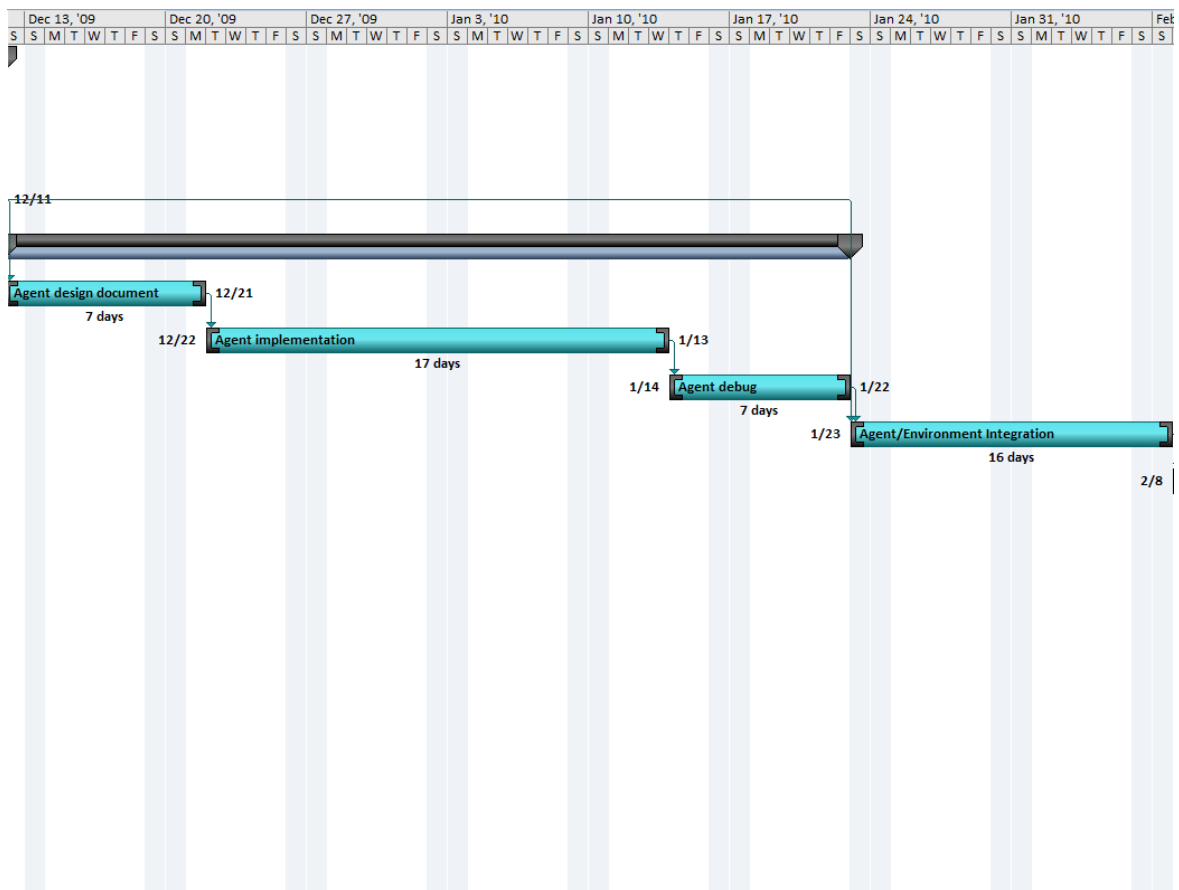 Dec 13, '09 Dec 20, '09 Dec 27, '09 Jan 3, '10 Jan 10, '10 Jan 17, '10 Jan 24, '10 Jan 31, '10 Feb
S S M T W T F S S M T W T F S S M T W T F S S M T W T F S S M T W T F S S M T W T F S S M T W T F S S M T W T F S S
12/11
Agent design document 12/21
7 days
12/22 Agent implementation 1/13
17 days
1/14 Agent debug 1/22
7 days
1/23 Agent/Environment Integration
16 days
2/8